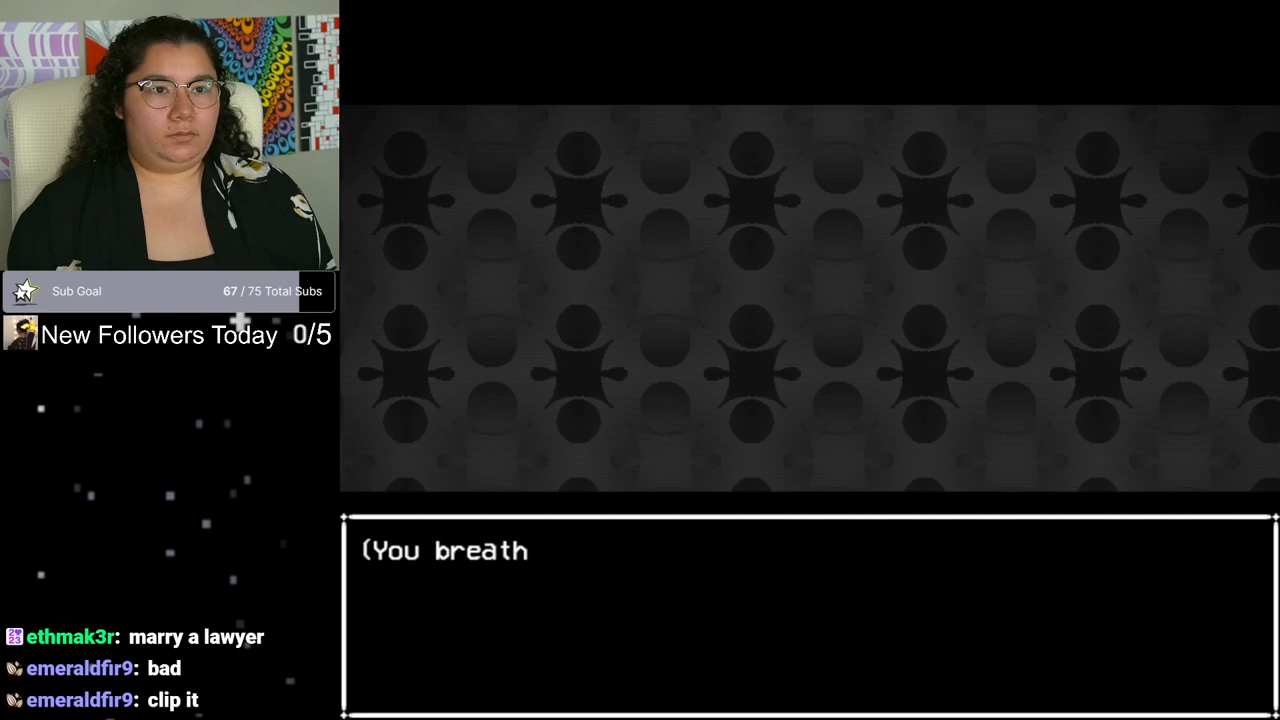 Sub Goal
67 / 75 Total Subs
New Followers Today 0/5
(You breath
ethmak3r: marry a lawyer
emeraldfir9: bad
emeraldfir9: clip it